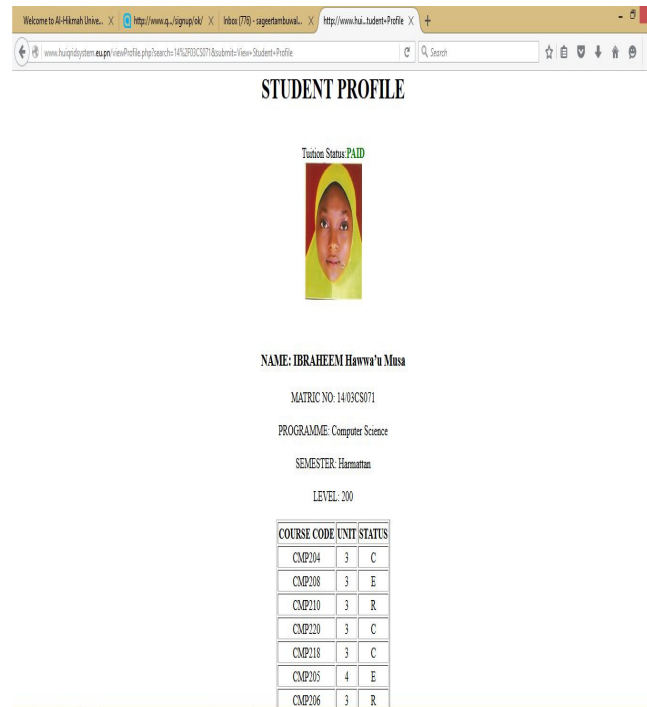 Welcome to Al-Hikmah Unive... × http://www.q.../signup/ok/ × Inbox (776) - sageertambuwal... × http://www.hui...tudent+Profile × +
www.huiqridsystem.eu.pn/viewProfile.php?search=14%2F03CS071&submit=View+Student+Profile Search
STUDENT PROFILE
Tuition Status:PAID
NAME: IBRAHEEM Hawwa'u Musa
MATRIC NO: 14/03CS071
PROGRAMME: Computer Science
SEMESTER: Harmattan
LEVEL: 200
COURSE CODE UNIT STATUS
CMP204 3 C
CMP208 3 E
CMP210 3 R
CMP220 3 C
CMP218 3 C
CMP205 4 E
CMP206 3 R